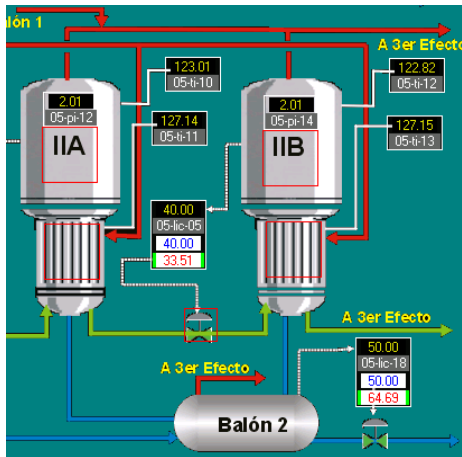 Balón 1
A 3er Efecto
123.01
05-ti-10
122.82
05-ti-12
2.01
05-pi-12
127.14
05-ti-11
2.01
05-pi-14
127.15
05-ti-13
IIA
IIB
40.00
05-lic-05
40.00
33.51
A 3er Efecto
50.00
05-lic-18
50.00
64.69
A 3er Efecto
Balón 2